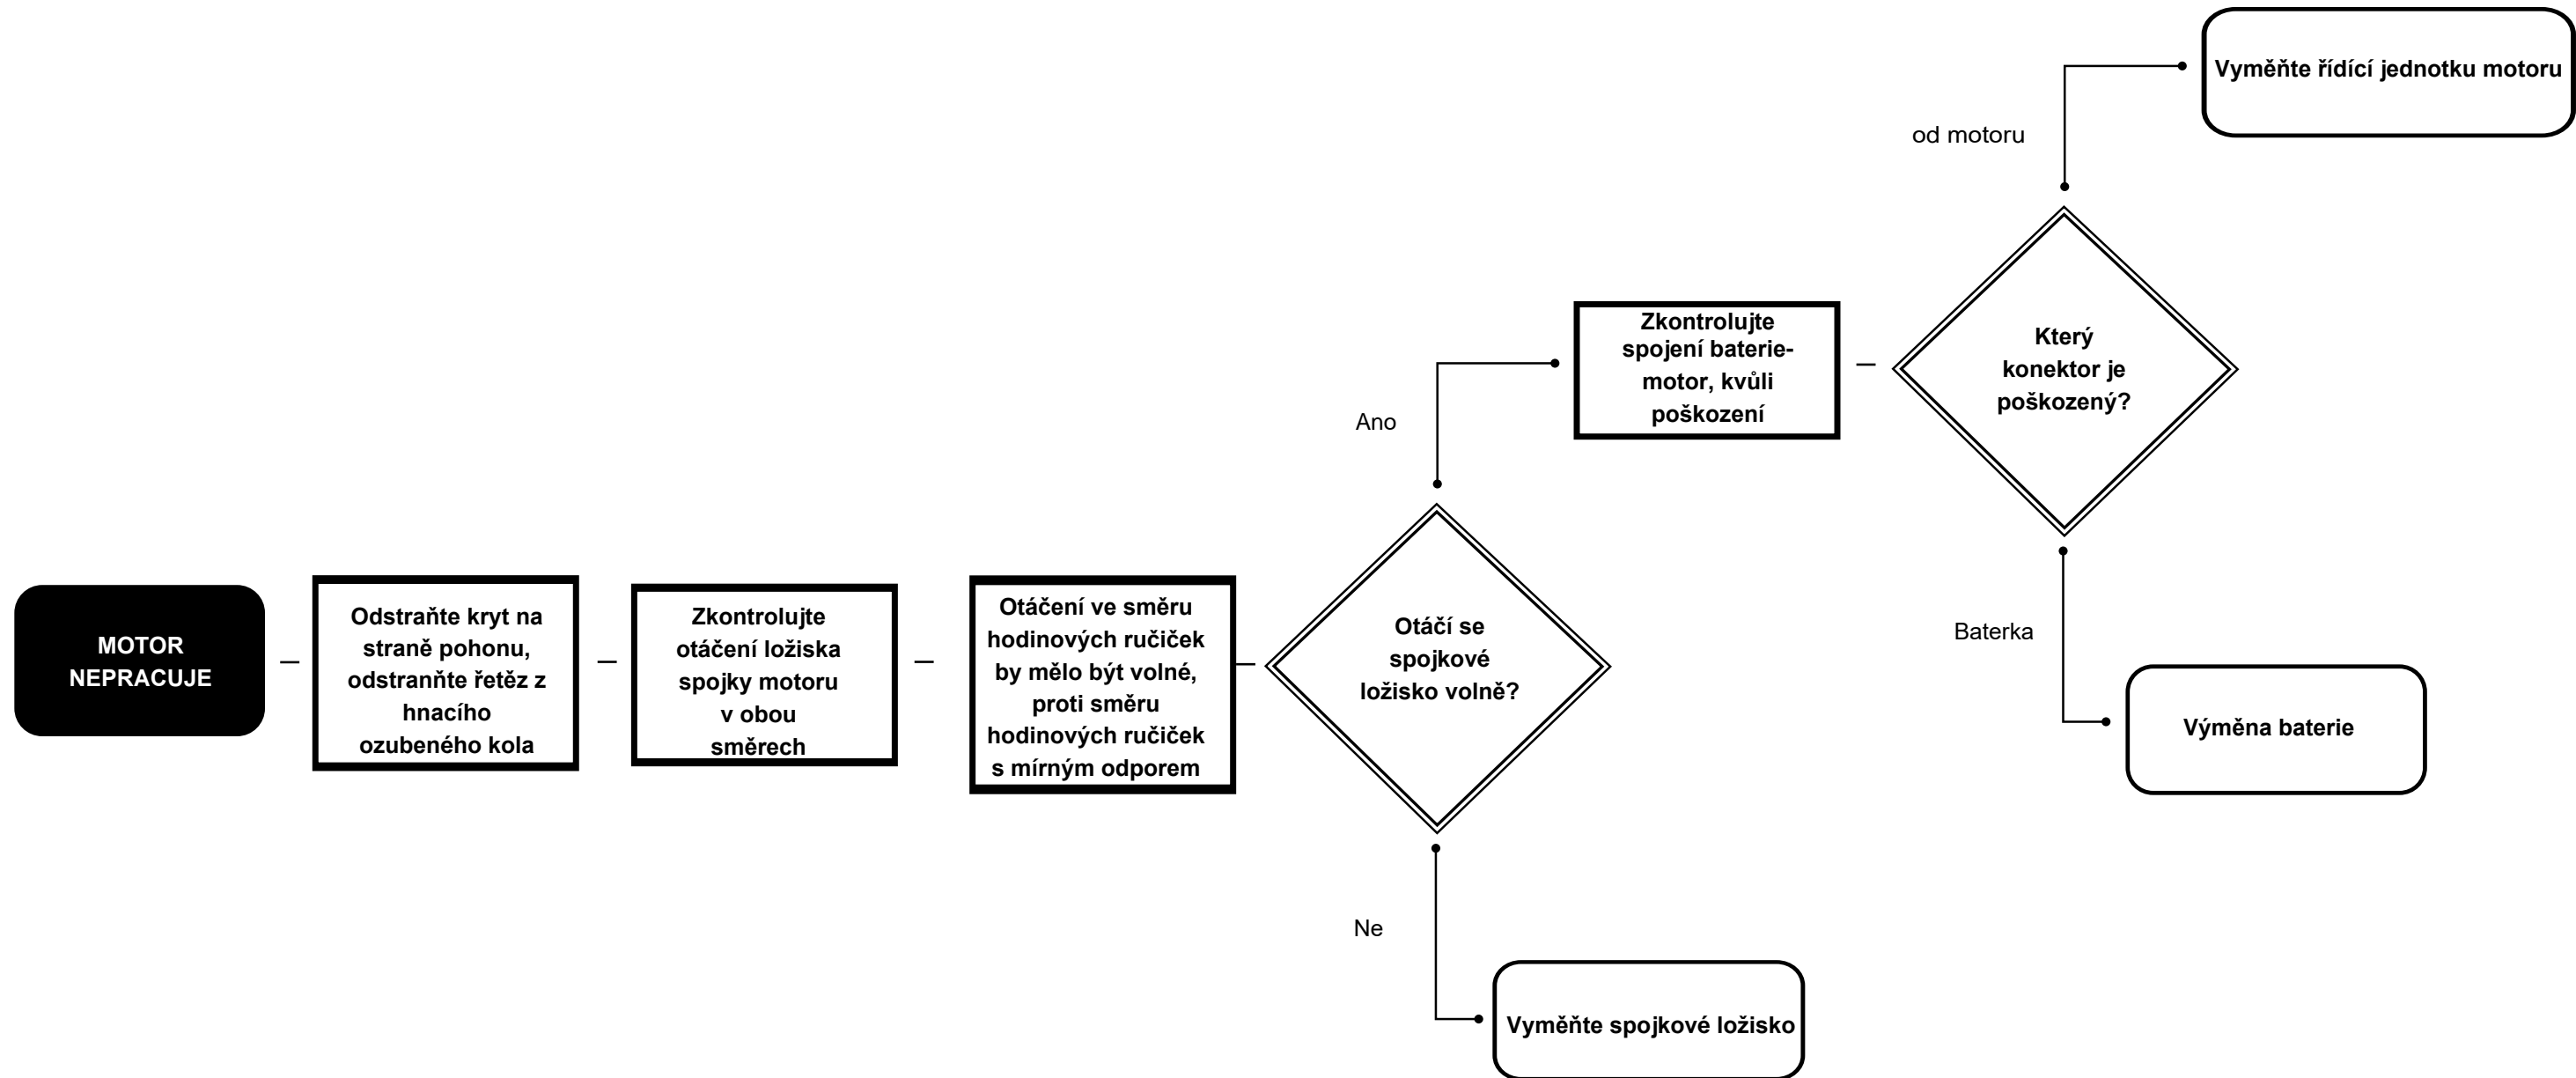 MOTOR
NEPRACUJE
Odstraňte kryt na
straně pohonu,
odstranňte řetěz z
hnacího
ozubeného kola
Zkontrolujte
otáčení ložiska
spojky motoru
v obou
směrech
Otáčení ve směru
hodinových ručiček
by mělo být volné,
proti směru
hodinových ručiček
s mírným odporem
Otáčí se
spojkové
ložisko volně?
Ano
Zkontrolujte
spojení baterie-
motor, kvůli
poškození
Který
konektor je
poškozený?
od motoru
Vyměňte řídící jednotku motoru
Baterka
Výměna baterie
Ne
Vyměňte spojkové ložisko